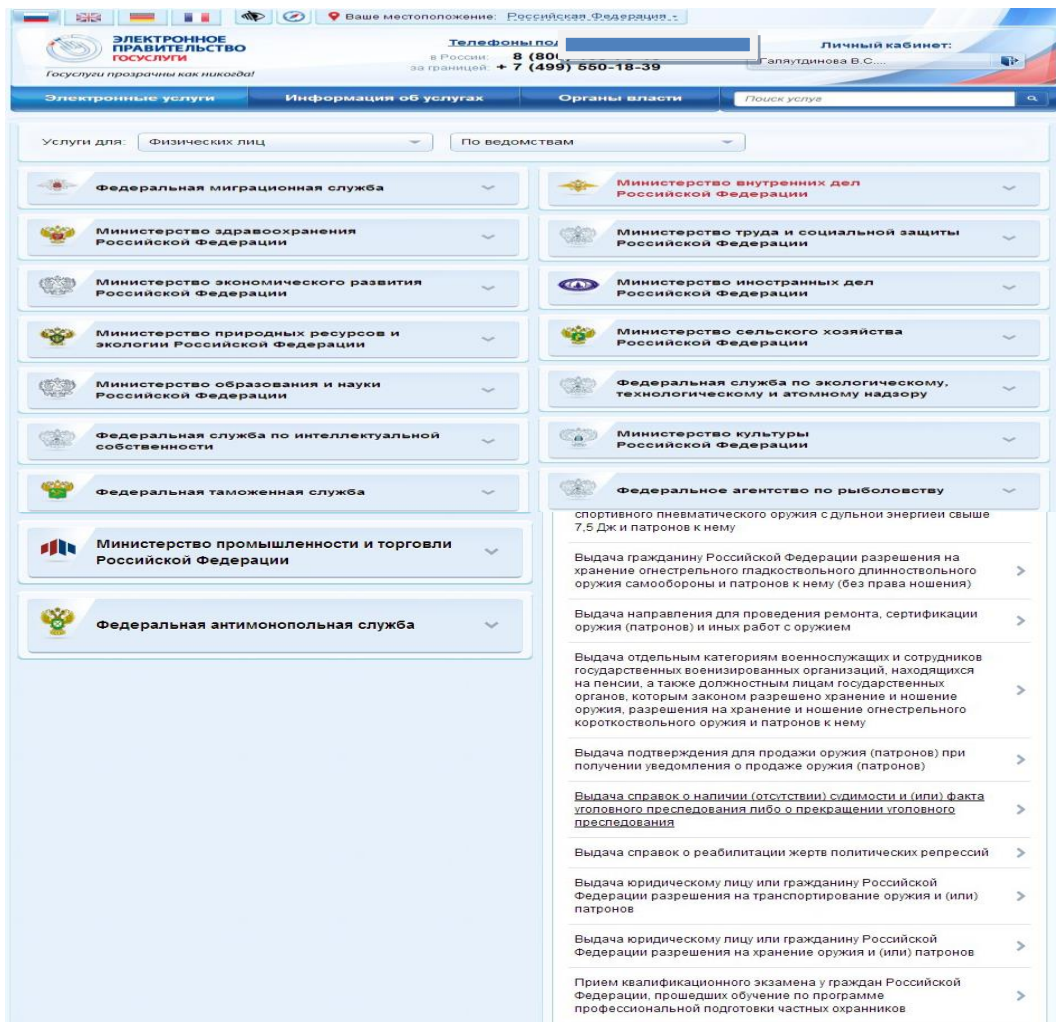 Ваше местоположение: Российская Федерация
ЭЛЕКТРОННОЕ
ПРАВИТЕЛЬСТВО
ГОСУСЛУГИ
Госуслуги прозрачны как никогда!
Телефоны
в России: 8
за границей: + 7 (499) 550-18-39
Личный кабинет:
Галяутдинова В.С....
Электронные услуги
Информация об услугах
Органы власти
Поиск услуг
Услуги для:
Физических лиц
По ведомствам
Федеральная миграционная служба
Министерство внутренних дел
Российской Федерации
Министерство здравоохранения
Российской Федерации
Министерство труда и социальной защиты
Российской Федерации
Министерство экономического развития
Российской Федерации
Министерство иностранных дел
Российской Федерации
Министерство природных ресурсов и
экологии Российской Федерации
Министерство сельского хозяйства
Российской Федерации
Министерство образования и науки
Российской Федерации
Федеральная служба по экологическому,
технологическому и атомному надзору
Федеральная служба по интеллектуальной
собственности
Министерство культуры
Российской Федерации
Федеральная таможенная служба
Федеральное агентство по рыболовству
Министерство промышленности и торговли
Российской Федерации
Федеральная антимонопольная служба
спортивного пневматического оружия с дульной энергией свыше
7,5 Дж и патронов к нему
Выдача гражданину Российской Федерации разрешения на
хранение огнестрельного гладкоствольного длинноствольного
оружия самообороны и патронов к нему (без права ношения)
Выдача направления для проведения ремонта, сертификации
оружия (патронов) и иных работ с оружием
Выдача отдельным категориям военнослужащих и сотрудников
государственных военизированных организаций, находящихся
на пенсии, а также должностным лицам государственных
органов, которым законом разрешено хранение и ношение
оружия, разрешения на хранение и ношение огнестрельного
короткоствольного оружия и патронов к нему
Выдача подтверждения для продажи оружия (патронов) при
получении уведомления о продаже оружия (патронов)
Выдача справок о наличии (отсутствии) судимости и (или) факта
уголовного преследования либо о прекращении уголовного
преследования
Выдача справок о реабилитации жертв политических репрессий
Выдача юридическому лицу или гражданину Российской
Федерации разрешения на транспортирование оружия и (или)
патронов
Выдача юридическому лицу или гражданину Российской
Федерации разрешения на хранение оружия и (или) патронов
Прием квалификационного экзамена у граждан Российской
Федерации, прошедших обучение по программе
профессиональной подготовки частных охранников